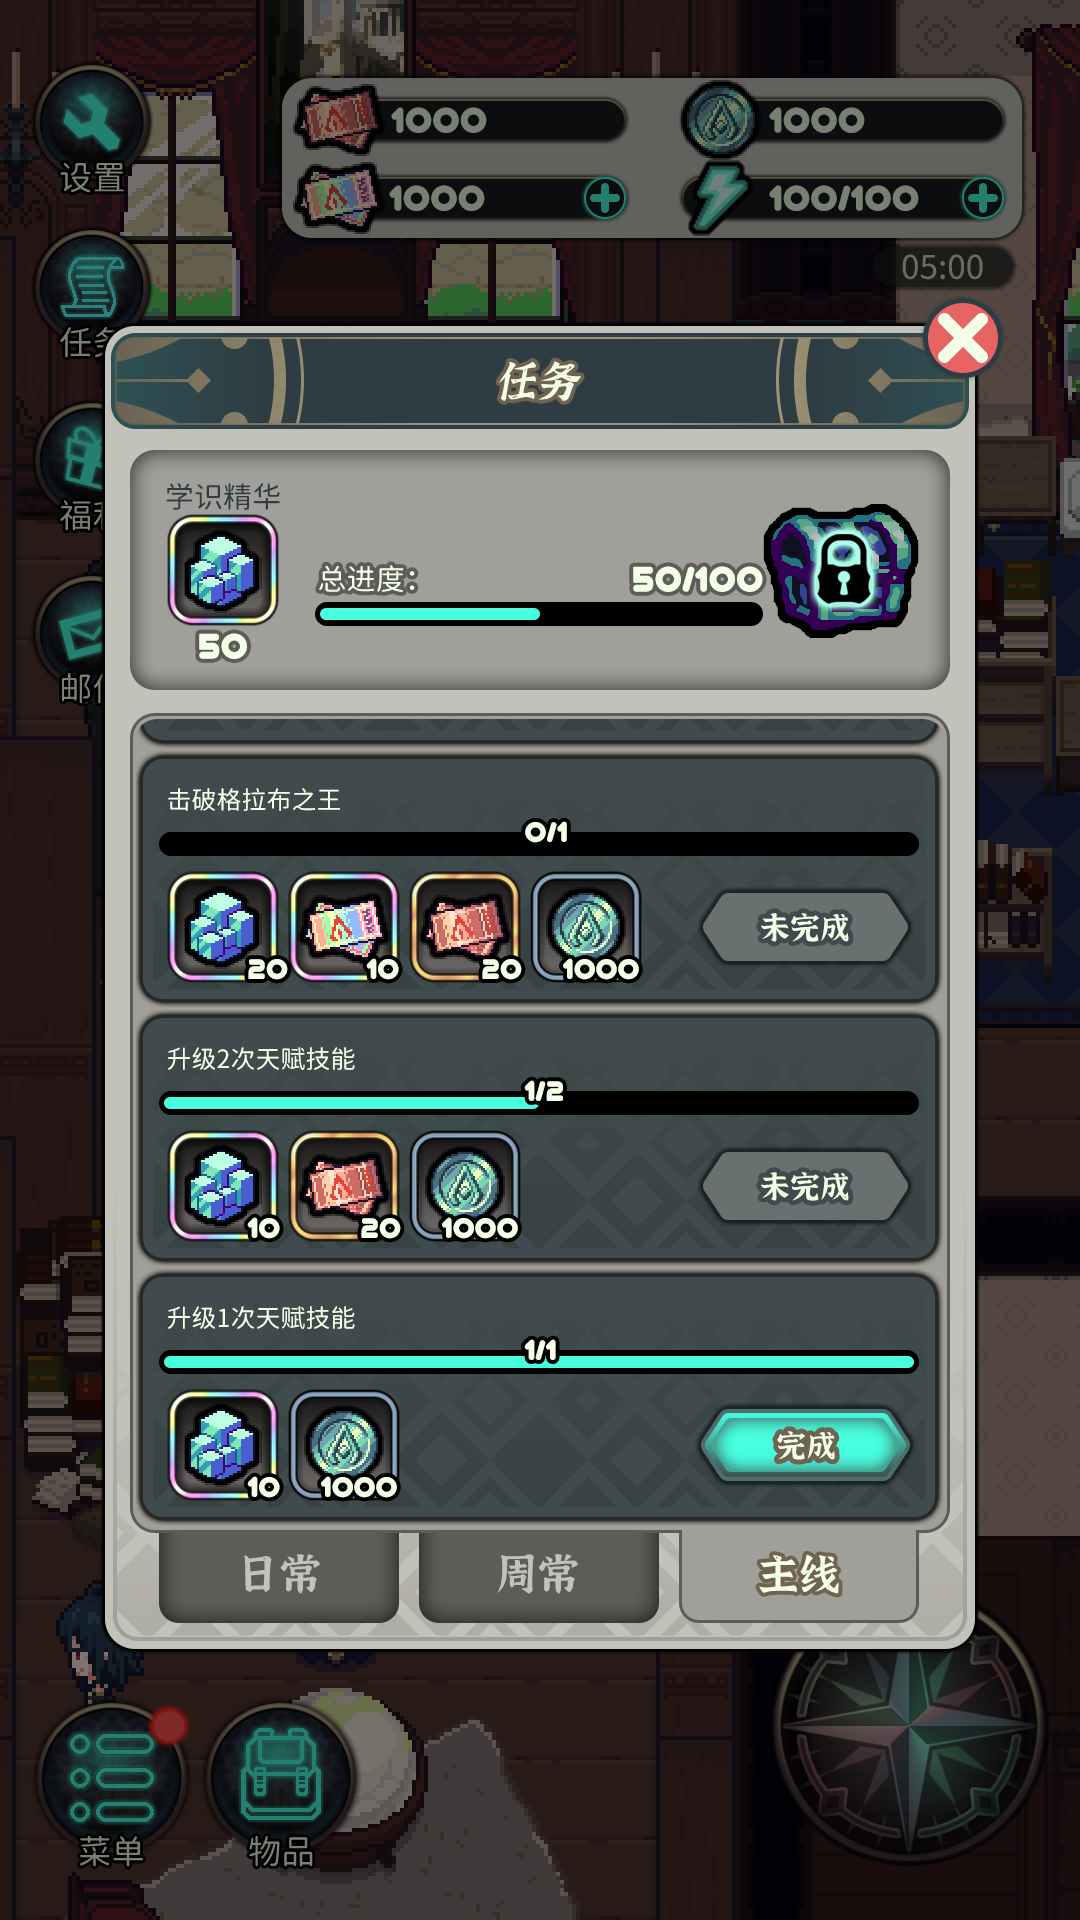 设置
1000
1000
1000
100/100
05:00
任务
福利
邮件
任务
学识精华
50
总进度:
50/100
击破格拉布之王
0/1
20
10
20
1000
未完成
升级2次天赋技能
1/2
10
20
1000
未完成
升级1次天赋技能
1/1
10
1000
完成
日常
周常
主线
菜单
物品